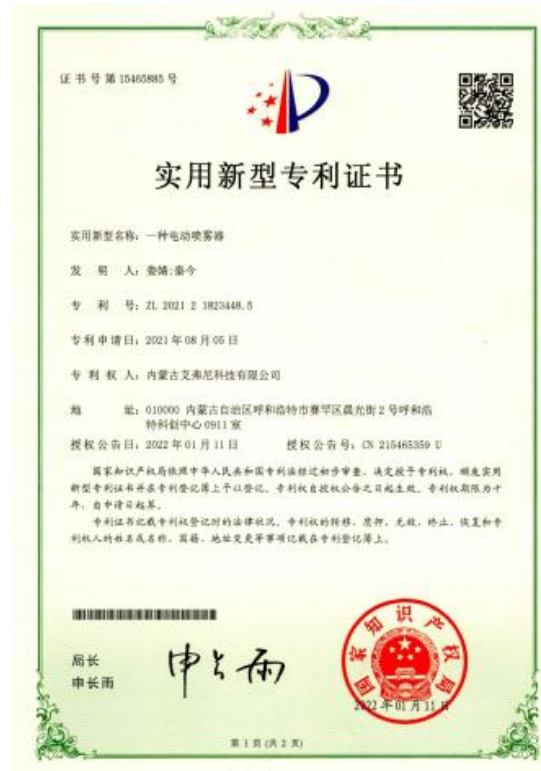 证书号第15465885号
实用新型专利证书
实用新型名称：一种电动喷雾器
发明人：娄婧;秦今
专利号：ZL 2021 2 1823448.5
专利申请日：2021年08月05日
专利权人：内蒙古艾弗尼科技有限公司
地址：010000 内蒙古自治区呼和浩特市赛罕区晨光街2号呼和浩
特科创中心0911室
授权公告日：2022年01月11日 授权公告号：CN 215465359 U
国家知识产权局依照中华人民共和国专利法经过初步审查，决定授予专利权，颁发实用
新型专利证书并在专利登记簿上予以登记。专利权自授权公告之日起生效。专利权期限为十
年，自申请日起算。
专利证书记载专利权登记时的法律状况。专利权的转移、质押、无效、终止、恢复和专
利权人的姓名或名称、国籍、地址变更等事项记载在专利登记簿上。
局长
申长雨
申长雨
国家知识产权局
2022年01月11日
第1页(共2页)